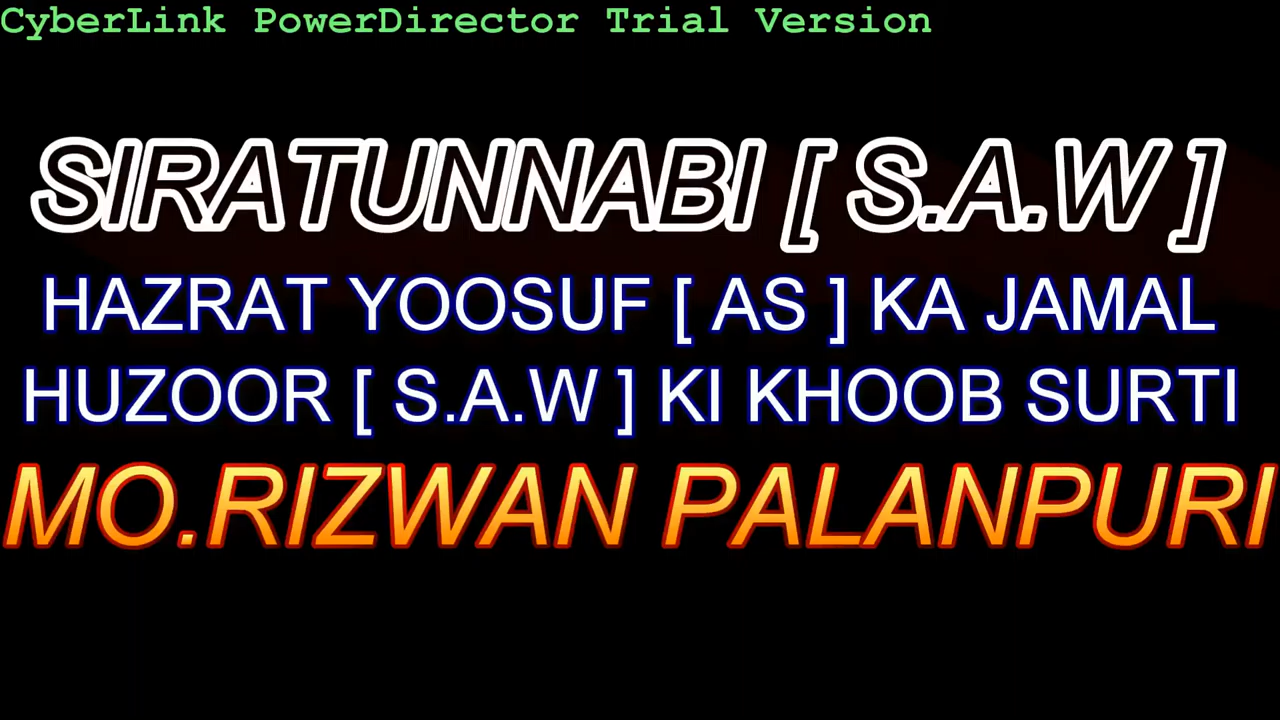 CyberLink PowerDirector Trial Version
SIRATUNNABI [ S.A.W ]
HAZRAT YOOSUF [ AS ] KA JAMAL
HUZOOR [ S.A.W ] KI KHOOB SURTI
MO.RIZWAN PALANPURI